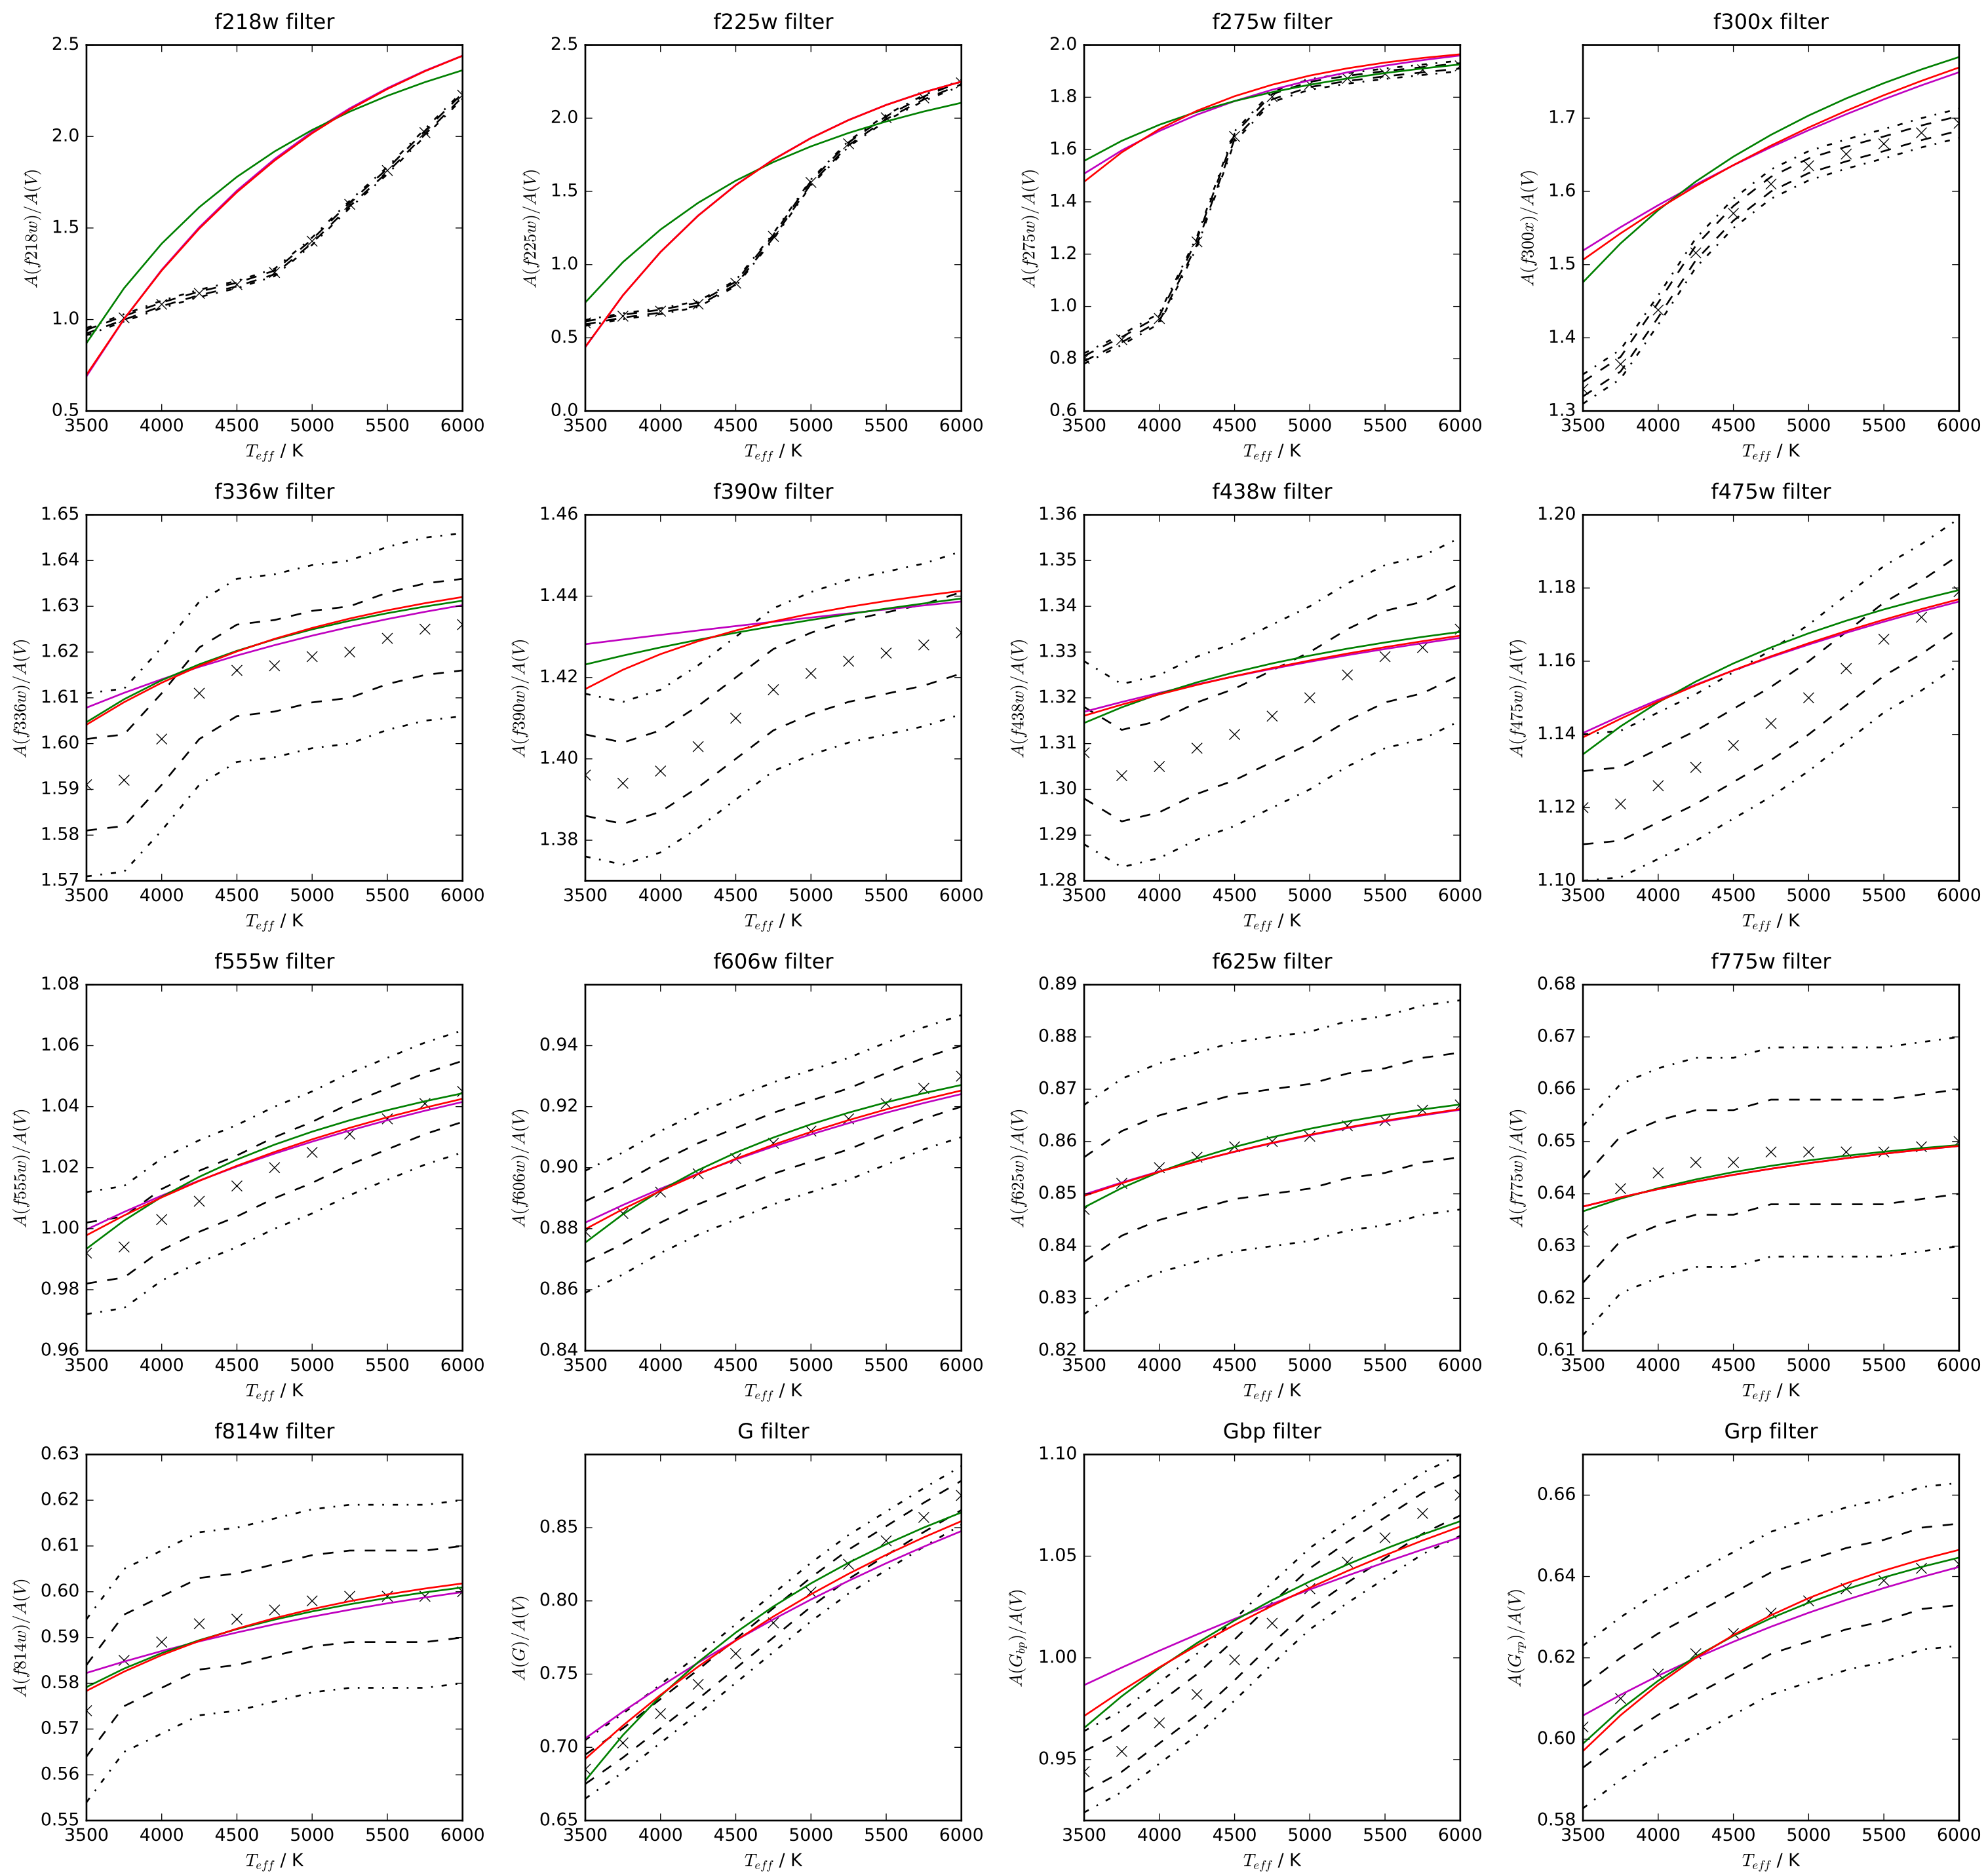 f218w filter
f225w filter
f275w filter
f300x filter
2.5
2.0
1.5
1.0
0.5
A(f218w)/A(V)
3500 4000 4500 5000 5500 6000
T_eff / K
2.5
2.0
1.5
1.0
0.5
0.0
A(f225w)/A(V)
3500 4000 4500 5000 5500 6000
T_eff / K
2.0
1.8
1.6
1.4
1.2
1.0
0.8
0.6
A(f275w)/A(V)
3500 4000 4500 5000 5500 6000
T_eff / K
1.7
1.6
1.5
1.4
1.3
A(f300x)/A(V)
3500 4000 4500 5000 5500 6000
T_eff / K
f336w filter
f390w filter
f438w filter
f475w filter
1.65
1.64
1.63
1.62
1.61
1.60
1.59
1.58
1.57
A(f336w)/A(V)
3500 4000 4500 5000 5500 6000
T_eff / K
1.46
1.44
1.42
1.40
1.38
A(f390w)/A(V)
3500 4000 4500 5000 5500 6000
T_eff / K
1.36
1.35
1.34
1.33
1.32
1.31
1.30
1.29
1.28
A(f438w)/A(V)
3500 4000 4500 5000 5500 6000
T_eff / K
1.20
1.18
1.16
1.14
1.12
1.10
A(f475w)/A(V)
3500 4000 4500 5000 5500 6000
T_eff / K
f555w filter
f606w filter
f625w filter
f775w filter
1.08
1.06
1.04
1.02
1.00
0.98
0.96
A(f555w)/A(V)
3500 4000 4500 5000 5500 6000
T_eff / K
0.94
0.92
0.90
0.88
0.86
0.84
A(f606w)/A(V)
3500 4000 4500 5000 5500 6000
T_eff / K
0.89
0.88
0.87
0.86
0.85
0.84
0.83
0.82
A(f625w)/A(V)
3500 4000 4500 5000 5500 6000
T_eff / K
0.68
0.67
0.66
0.65
0.64
0.63
0.62
0.61
A(f775w)/A(V)
3500 4000 4500 5000 5500 6000
T_eff / K
f814w filter
G filter
Gbp filter
Grp filter
0.63
0.62
0.61
0.60
0.59
0.58
0.57
0.56
0.55
A(f814w)/A(V)
3500 4000 4500 5000 5500 6000
T_eff / K
0.85
0.80
0.75
0.70
0.65
A(G)/A(V)
3500 4000 4500 5000 5500 6000
T_eff / K
1.10
1.05
1.00
0.95
A(G_bp)/A(V)
3500 4000 4500 5000 5500 6000
T_eff / K
0.66
0.64
0.62
0.60
0.58
A(G_rp)/A(V)
3500 4000 4500 5000 5500 6000
T_eff / K